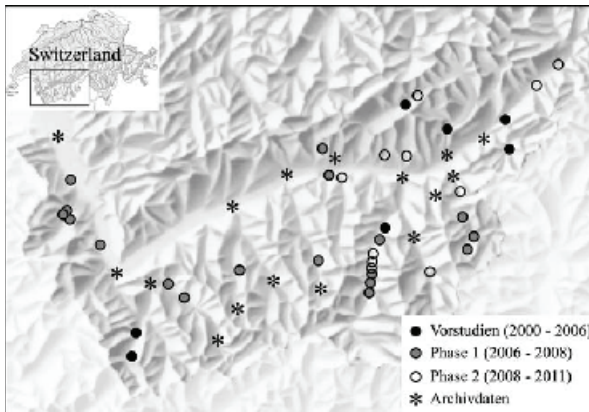 Switzerland
Vorstudien (2000 - 2006)
Phase 1 (2006 - 2008)
Phase 2 (2008 - 2011)
Archivdaten